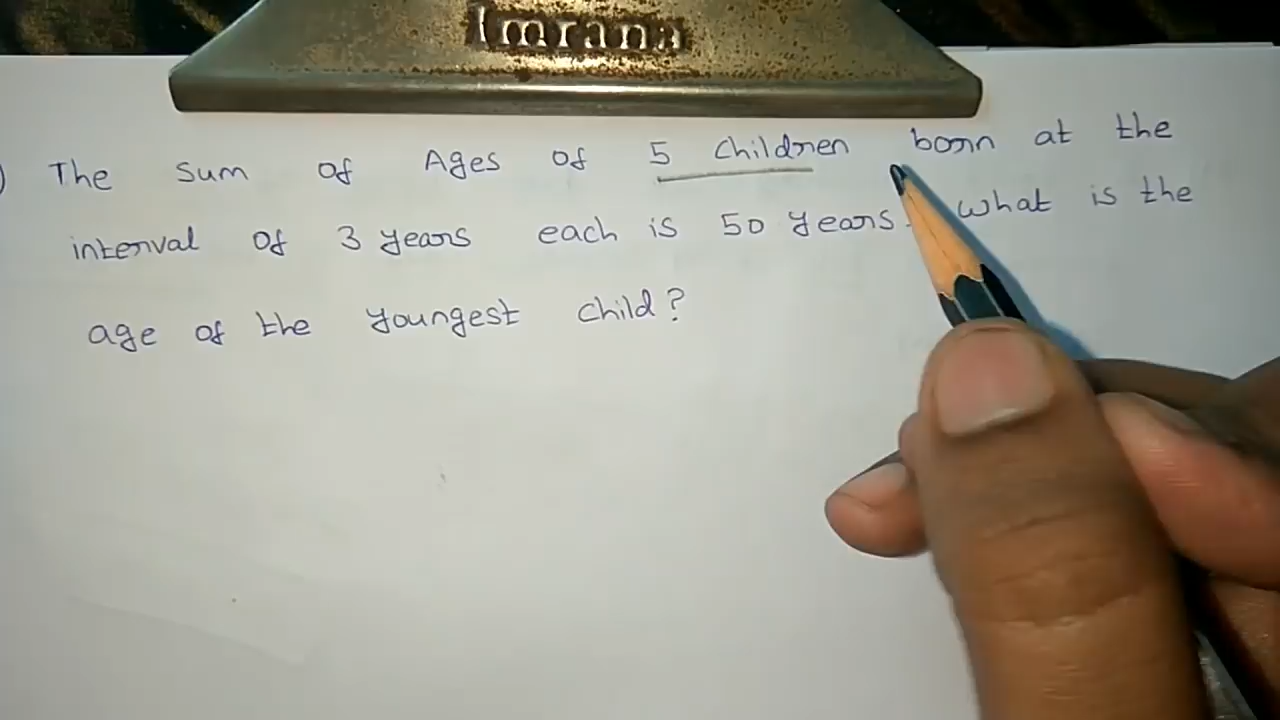 Imrana
) The Sum of Ages of 5 children born at the
interval of 3 years each is 50 years. what is the
age of the youngest child?